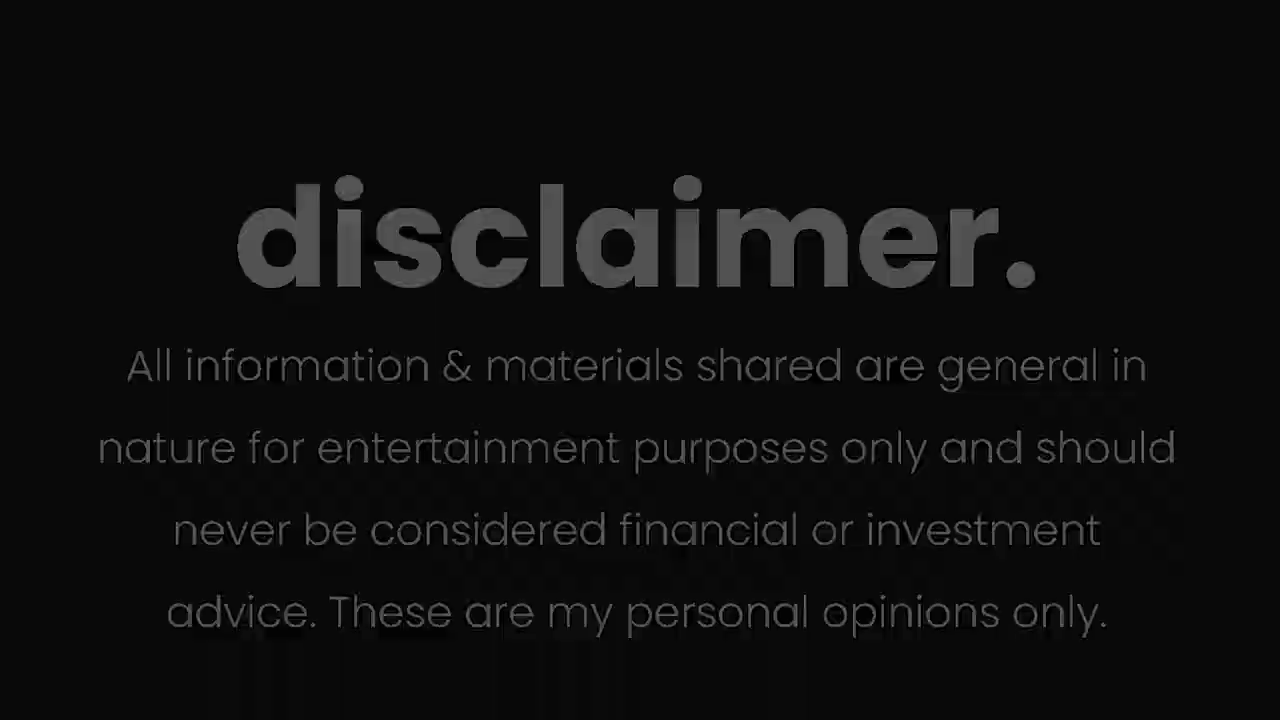 disclaimer.
All information & materials shared are general in
nature for entertainment purposes only and should
never be considered financial or investment
advice. These are my personal opinions only.